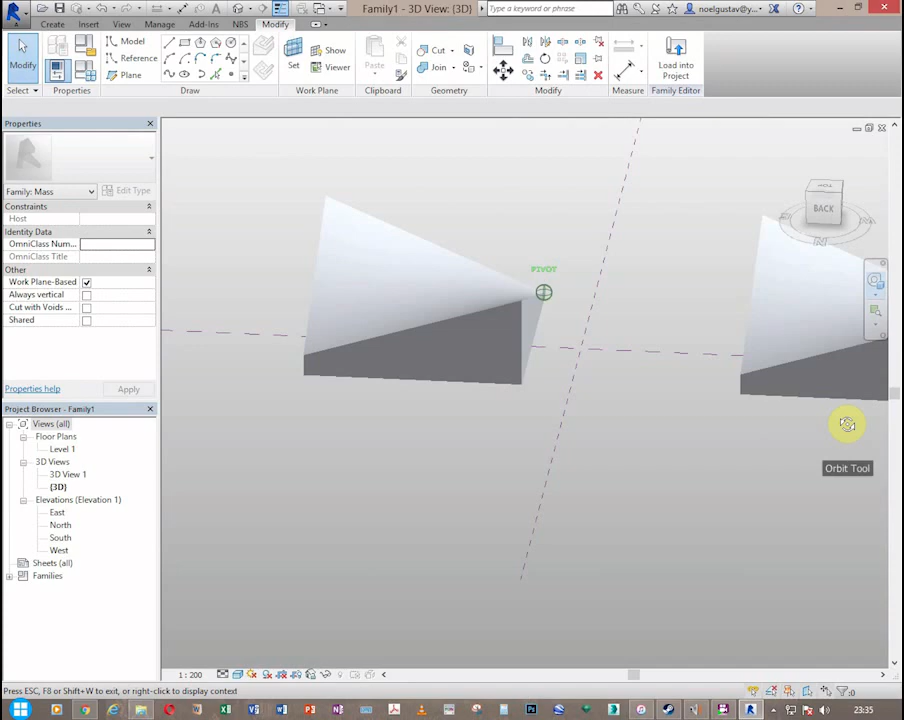 Family1 - 3D View: {3D}
Type a keyword or phrase
noelgustav@y...
Create
Insert
View
Manage
Add-Ins
NBS
Modify
Modify
Model
Reference
Plane
Set
Show
Viewer
Paste
Cut
Join
Load into
Project
Select
Properties
Draw
Work Plane
Clipboard
Geometry
Modify
Measure
Family Editor
Properties
Family: Mass
Edit Type
Constraints
Host
Identity Data
OmniClass Num...
OmniClass Title
Other
Work Plane-Based
Always vertical
Cut with Voids ...
Shared
Properties help
Apply
Project Browser - Family1
Views (all)
Floor Plans
Level 1
3D Views
3D View 1
{3D}
Elevations (Elevation 1)
East
North
South
West
Sheets (all)
Families
PIVOT
TOP
BACK
N
Orbit Tool
1 : 200
Press ESC, F8 or Shift+W to exit, or right-click to display context
:0
23:35